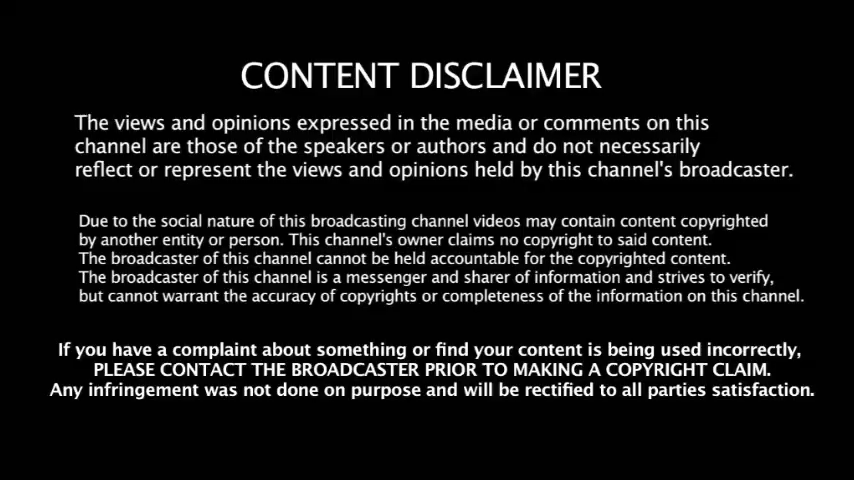 CONTENT DISCLAIMER
The views and opinions expressed in the media or comments on this
channel are those of the speakers or authors and do not necessarily
reflect or represent the views and opinions held by this channel's broadcaster.
Due to the social nature of this broadcasting channel videos may contain content copyrighted
by another entity or person. This channel's owner claims no copyright to said content.
The broadcaster of this channel cannot be held accountable for the copyrighted content.
The broadcaster of this channel is a messenger and sharer of information and strives to verify,
but cannot warrant the accuracy of copyrights or completeness of the information on this channel.
If you have a complaint about something or find your content is being used incorrectly,
PLEASE CONTACT THE BROADCASTER PRIOR TO MAKING A COPYRIGHT CLAIM.
Any infringement was not done on purpose and will be rectified to all parties satisfaction.